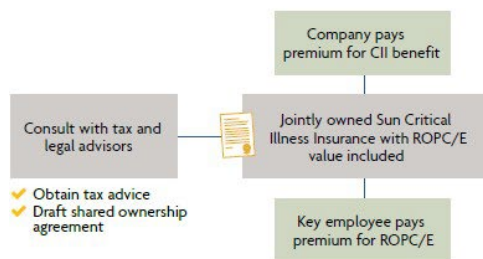 Company pays
premium for CII benefit
Consult with tax and
legal advisors
Jointly owned Sun Critical
Illness Insurance with ROPC/E
value included
Obtain tax advice
Draft shared ownership
agreement
Key employee pays
premium for ROPC/E